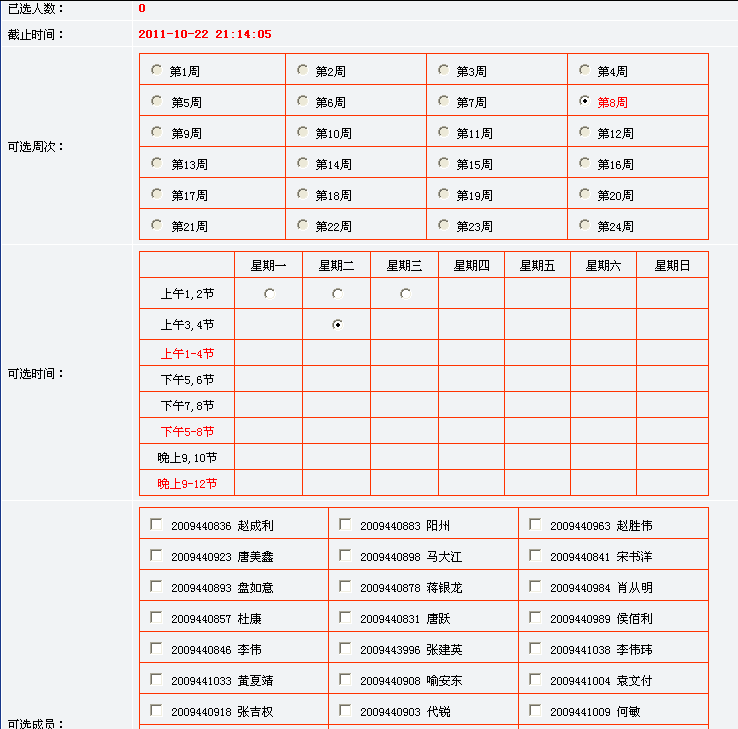 已选人数： 0
截止时间： 2011-10-22 21:14:05
可选周次：
第1周 第2周 第3周 第4周
第5周 第6周 第7周 第8周
第9周 第10周 第11周 第12周
第13周 第14周 第15周 第16周
第17周 第18周 第19周 第20周
第21周 第22周 第23周 第24周
可选时间：
星期一 星期二 星期三 星期四 星期五 星期六 星期日
上午1,2节
上午3,4节
上午1-4节
下午5,6节
下午7,8节
下午5-8节
晚上9,10节
晚上9-12节
可选成员：
2009440836 赵成利 2009440883 阳州 2009440963 赵胜伟
2009440923 唐美鑫 2009440898 马大江 2009440841 宋书洋
2009440893 盘如意 2009440878 蒋银龙 2009440984 肖从明
2009440857 杜康 2009440831 唐跃 2009440989 侯佰利
2009440846 李伟 2009443996 张建英 2009441038 李伟玮
2009441033 黄夏靖 2009440908 喻安东 2009441004 袁文付
2009440918 张吉权 2009440903 代锐 2009441009 何敏